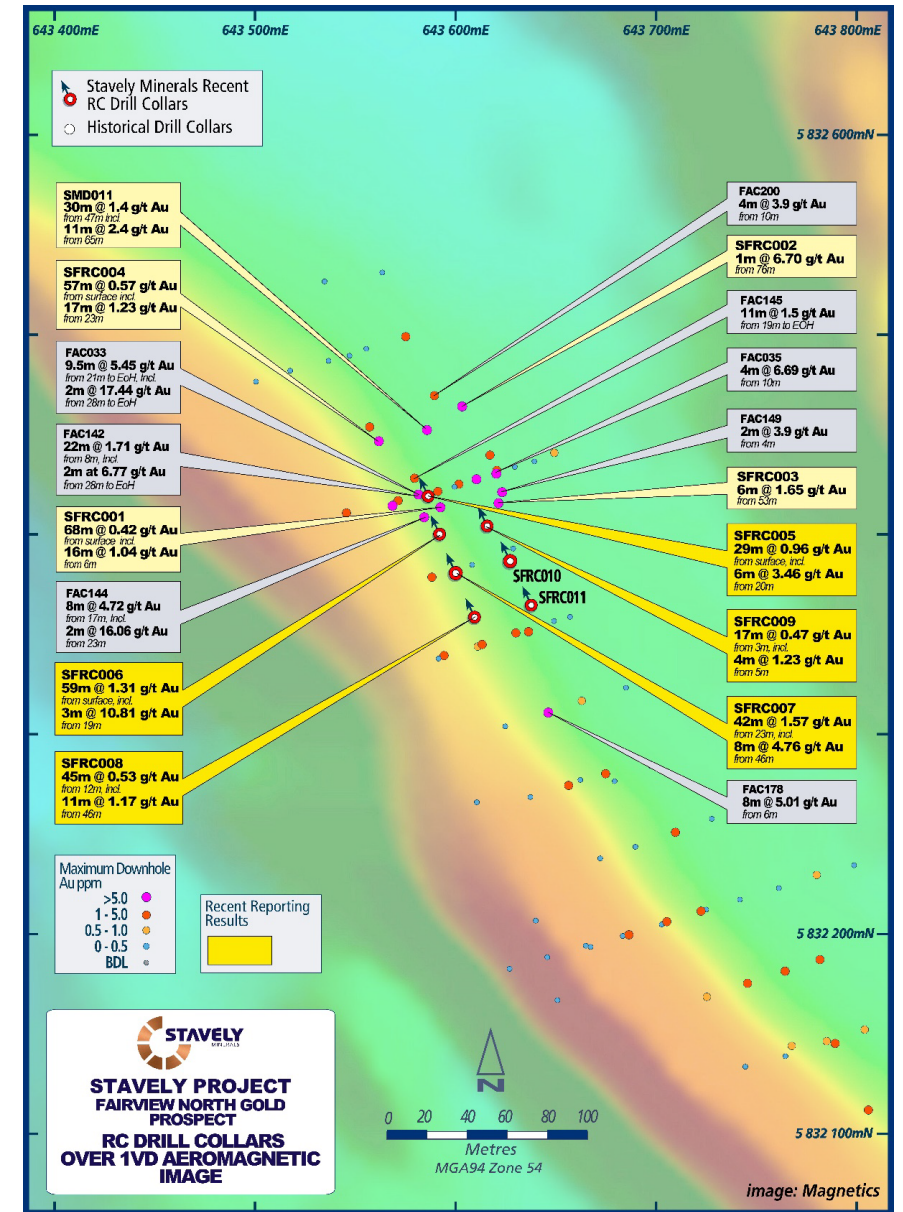 643 400mE
643 500mE
643 600mE
643 700mE
643 800mE
Stavely Minerals Recent
RC Drill Collars
Historical Drill Collars
5 832 600mN
SMD011
30m @ 1.4 g/t Au
from 47m incl.
11m @ 2.4 g/t Au
from 65m
SFRC004
57m @ 0.57 g/t Au
from surface incl.
17m @ 1.23 g/t Au
from 23m
FAC033
9.5m @ 5.45 g/t Au
from 21m to EoH, Incl.
2m @ 17.44 g/t Au
from 28m to EoH
FAC142
22m @ 1.71 g/t Au
from 8m, Incl.
2m at 6.77 g/t Au
from 28m to EoH
SFRC001
68m @ 0.42 g/t Au
from surface incl.
16m @ 1.04 g/t Au
from 6m
FAC144
8m @ 4.72 g/t Au
from 17m, Incl.
2m @ 16.06 g/t Au
from 23m
SFRC006
59m @ 1.31 g/t Au
from surface, incl.
3m @ 10.81 g/t Au
from 19m
SFRC008
45m @ 0.53 g/t Au
from 12m, incl.
11m @ 1.17 g/t Au
from 46m
FAC200
4m @ 3.9 g/t Au
from 10m
SFRC002
1m @ 6.70 g/t Au
from 76m
FAC145
11m @ 1.5 g/t Au
from 19m to EOH
FAC035
4m @ 6.69 g/t Au
from 10m
FAC149
2m @ 3.9 g/t Au
from 4m
SFRC003
6m @ 1.65 g/t Au
from 53m
SFRC005
29m @ 0.96 g/t Au
from surface, incl.
6m @ 3.46 g/t Au
from 20m
SFRC009
17m @ 0.47 g/t Au
from 3m, incl.
4m @ 1.23 g/t Au
from 5m
SFRC007
42m @ 1.57 g/t Au
from 23m, incl.
8m @ 4.76 g/t Au
from 46m
FAC178
8m @ 5.01 g/t Au
from 6m
SFRC010
SFRC011
Maximum Downhole
Au ppm
>5.0
1 - 5.0
0.5 - 1.0
0 - 0.5
BDL
Recent Reporting
Results
5 832 200mN
STAVELY
MINERALS
STAVELY PROJECT
FAIRVIEW NORTH GOLD
PROSPECT
RC DRILL COLLARS
OVER 1VD AEROMAGNETIC
IMAGE
N
0 20 40 60 80 100
Metres
MGA94 Zone 54
5 832 100mN
image: Magnetics